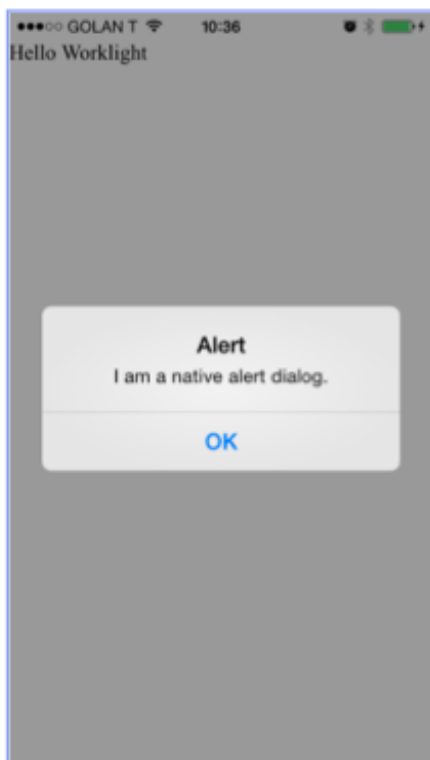 GOLAN T 10:36
Hello Worklight
Alert
I am a native alert dialog.
OK